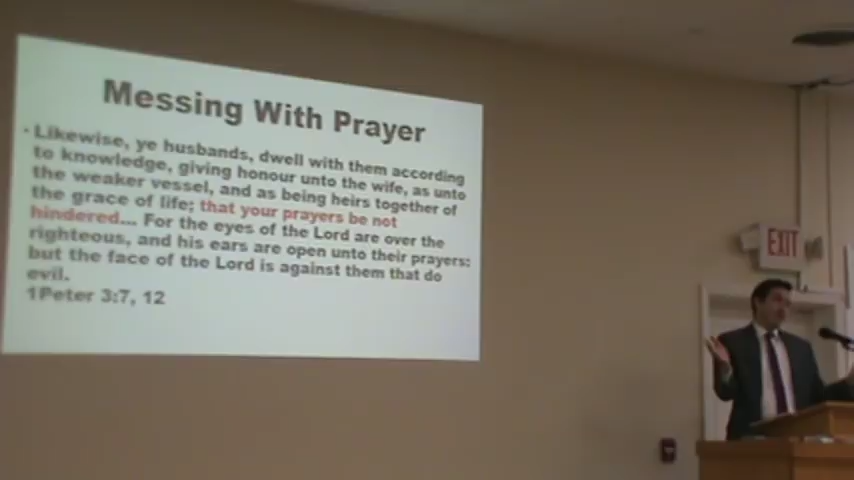 Messing With Prayer
• Likewise, ye husbands, dwell with them according
to knowledge, giving honour unto the wife, as unto
the weaker vessel, and as being heirs together of
the grace of life; that your prayers be not
hindered... For the eyes of the Lord are over the
righteous, and his ears are open unto their prayers:
but the face of the Lord is against them that do
evil.
1Peter 3:7, 12
EXIT